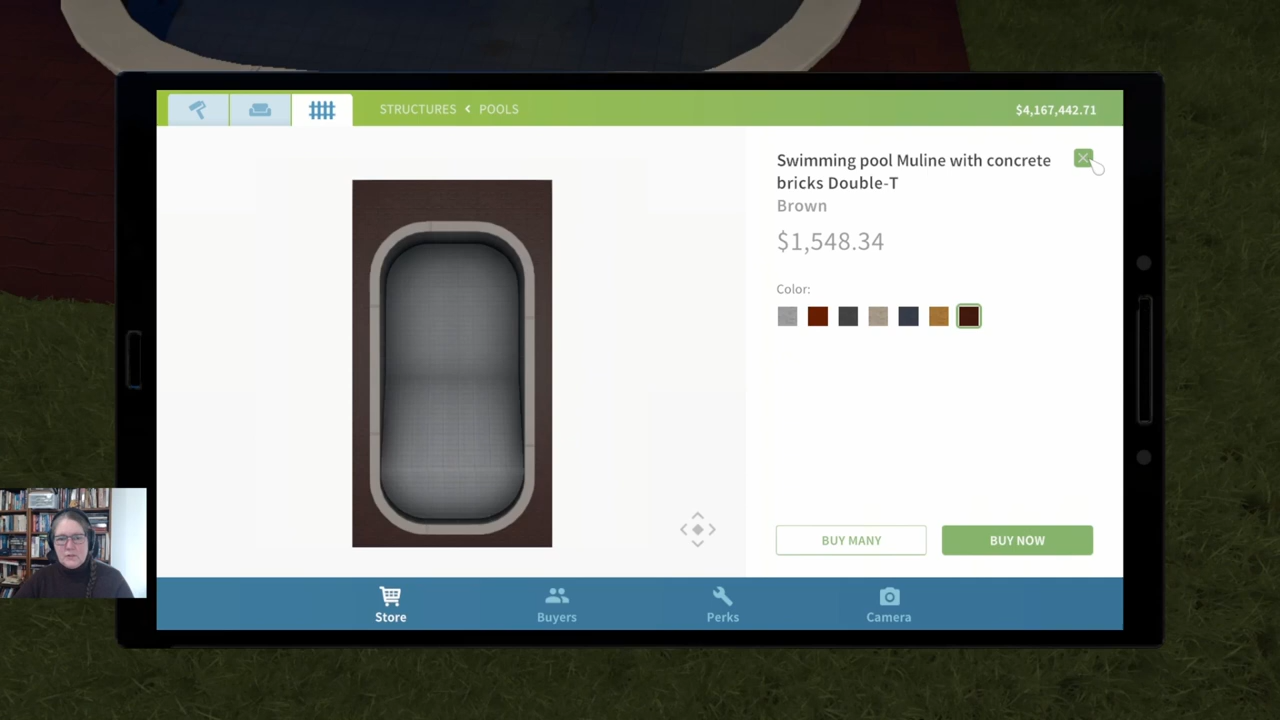 STRUCTURES < POOLS
$4,167,442.71
Swimming pool Muline with concrete
bricks Double-T
Brown
$1,548.34
Color:
BUY MANY
BUY NOW
Store
Buyers
Perks
Camera